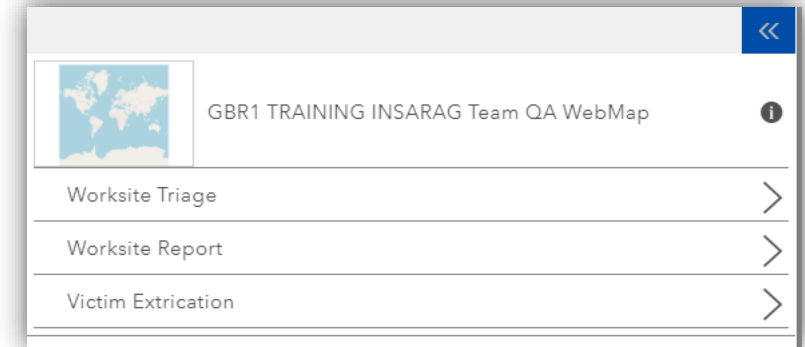 GBR1 TRAINING INSARAG Team QA WebMap
Worksite Triage
Worksite Report
Victim Extrication